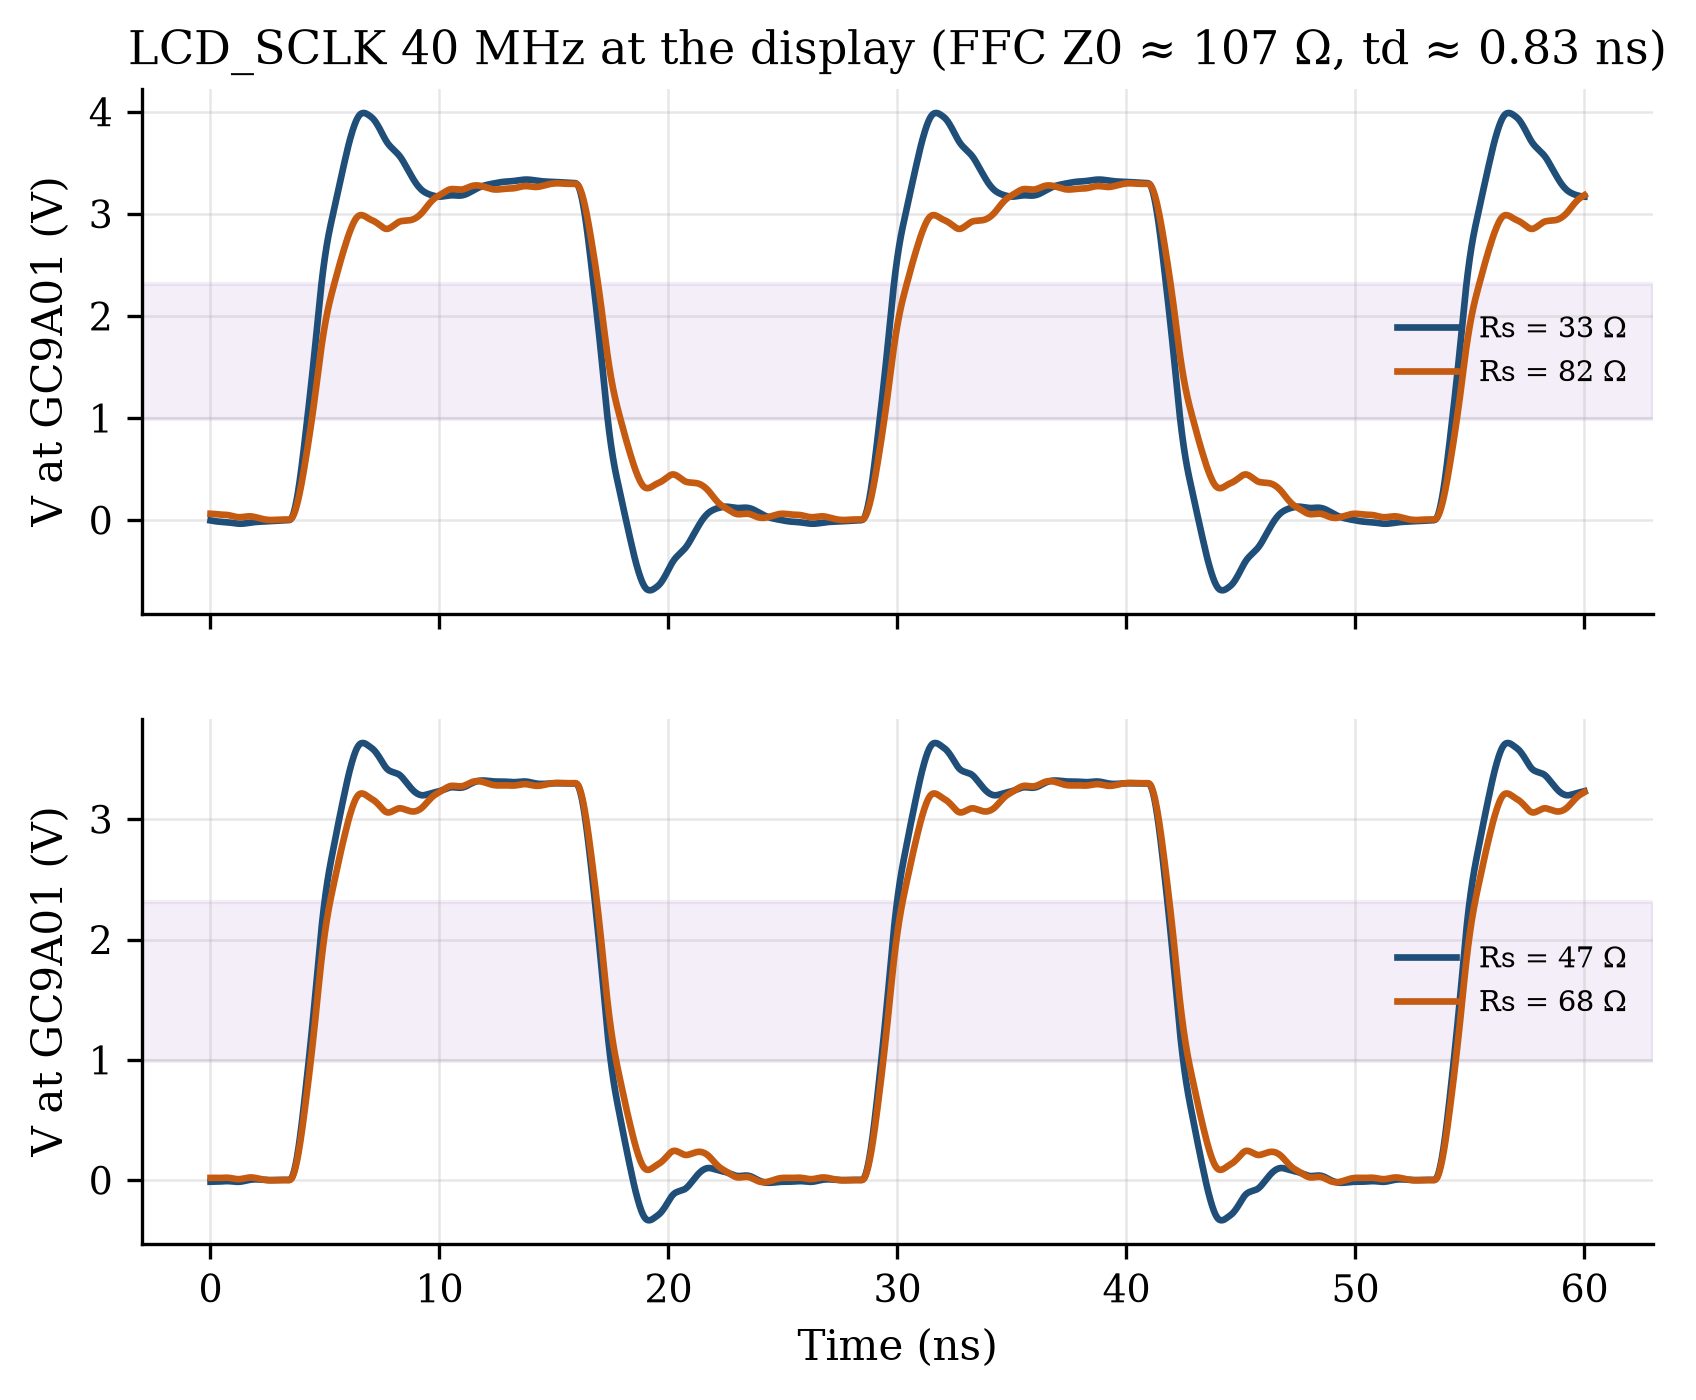 LCD_SCLK 40 MHz at the display (FFC Z0 ≈ 107 Ω, td ≈ 0.83 ns)
V at GC9A01 (V)
4
3
2
1
0
Rs = 33 Ω
Rs = 82 Ω
V at GC9A01 (V)
3
2
1
0
Rs = 47 Ω
Rs = 68 Ω
0 10 20 30 40 50 60
Time (ns)